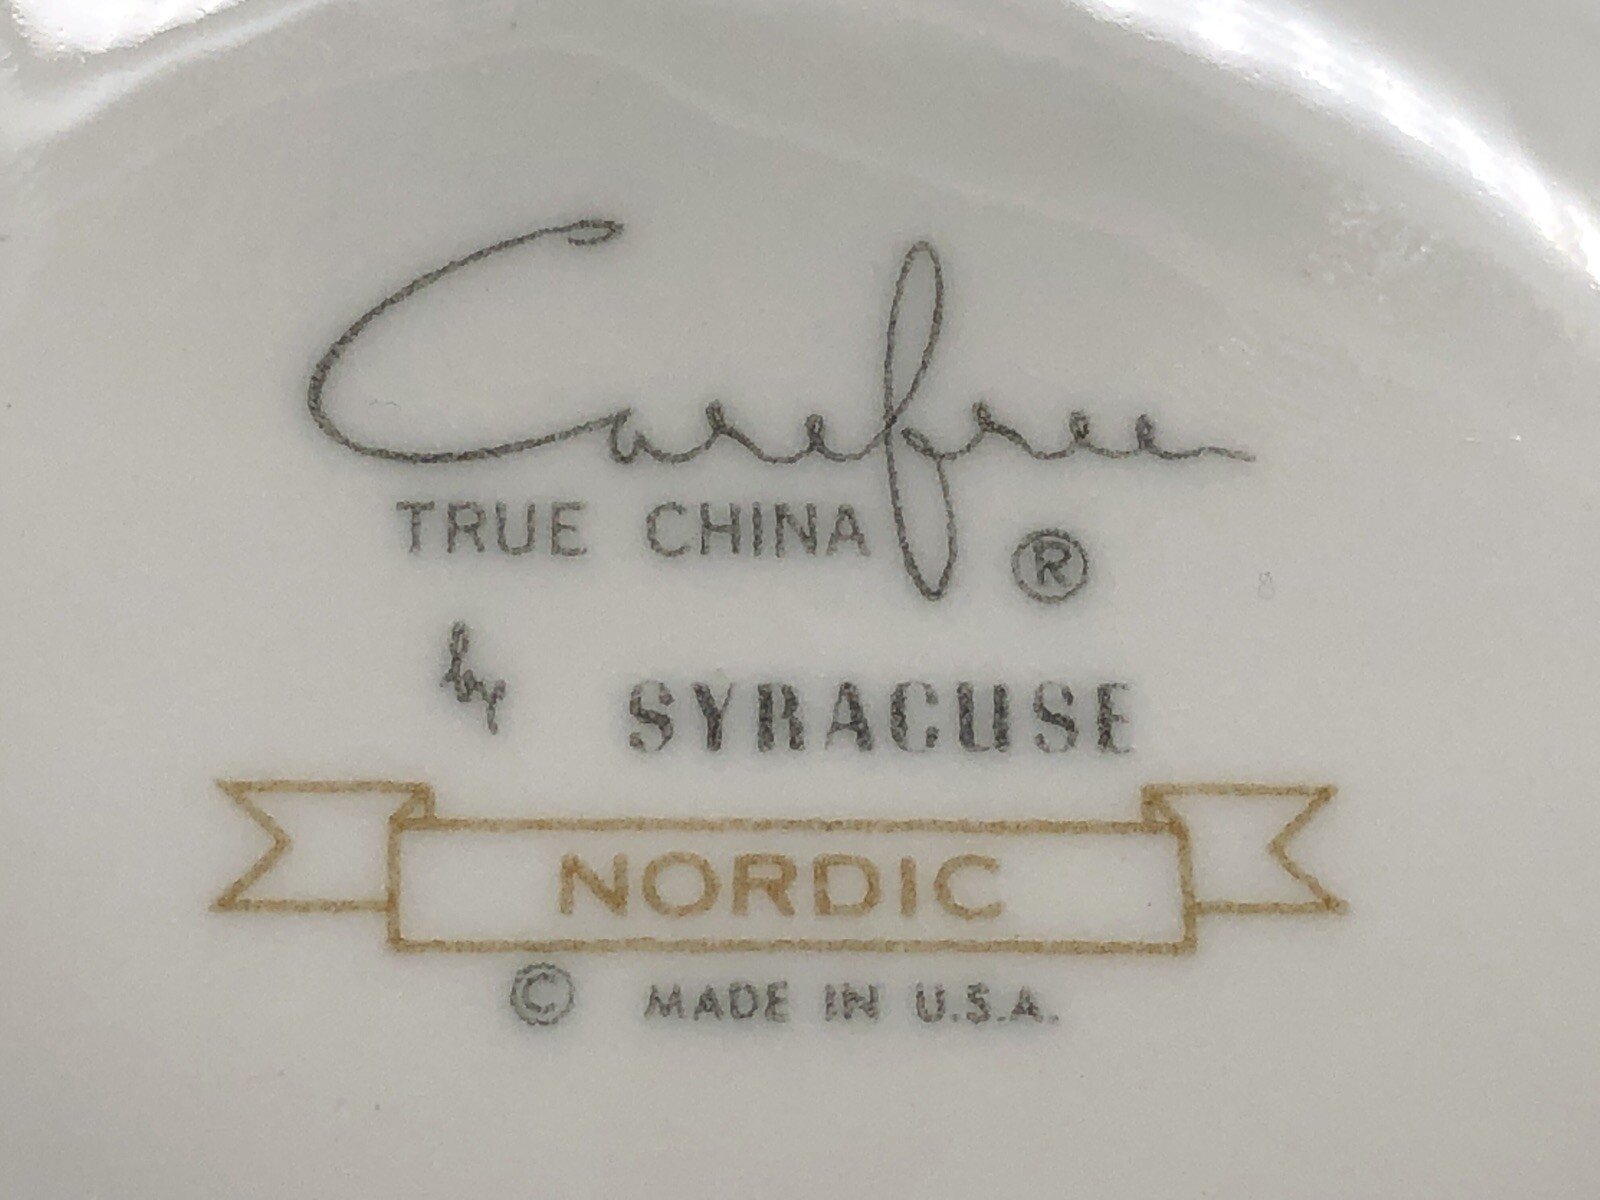 Carefree
TRUE CHINA ®
by SYRACUSE
NORDIC
© MADE IN U.S.A.